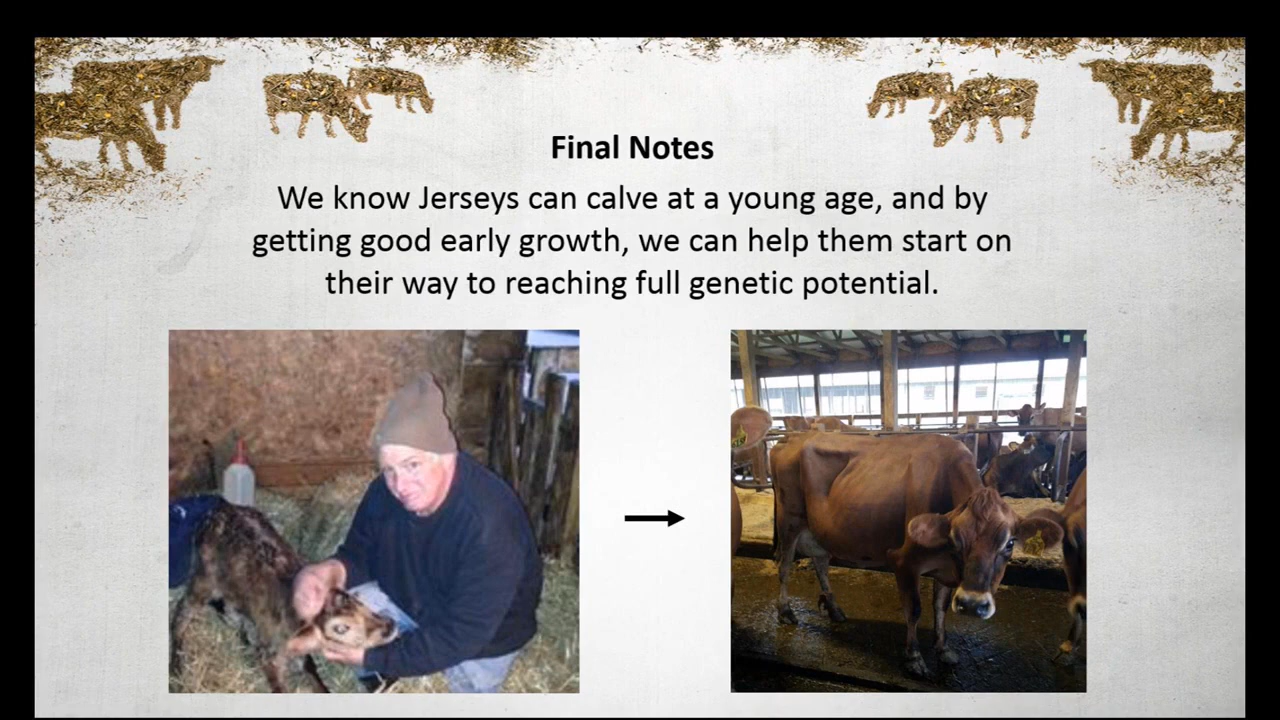 Final Notes
We know Jerseys can calve at a young age, and by
getting good early growth, we can help them start on
their way to reaching full genetic potential.